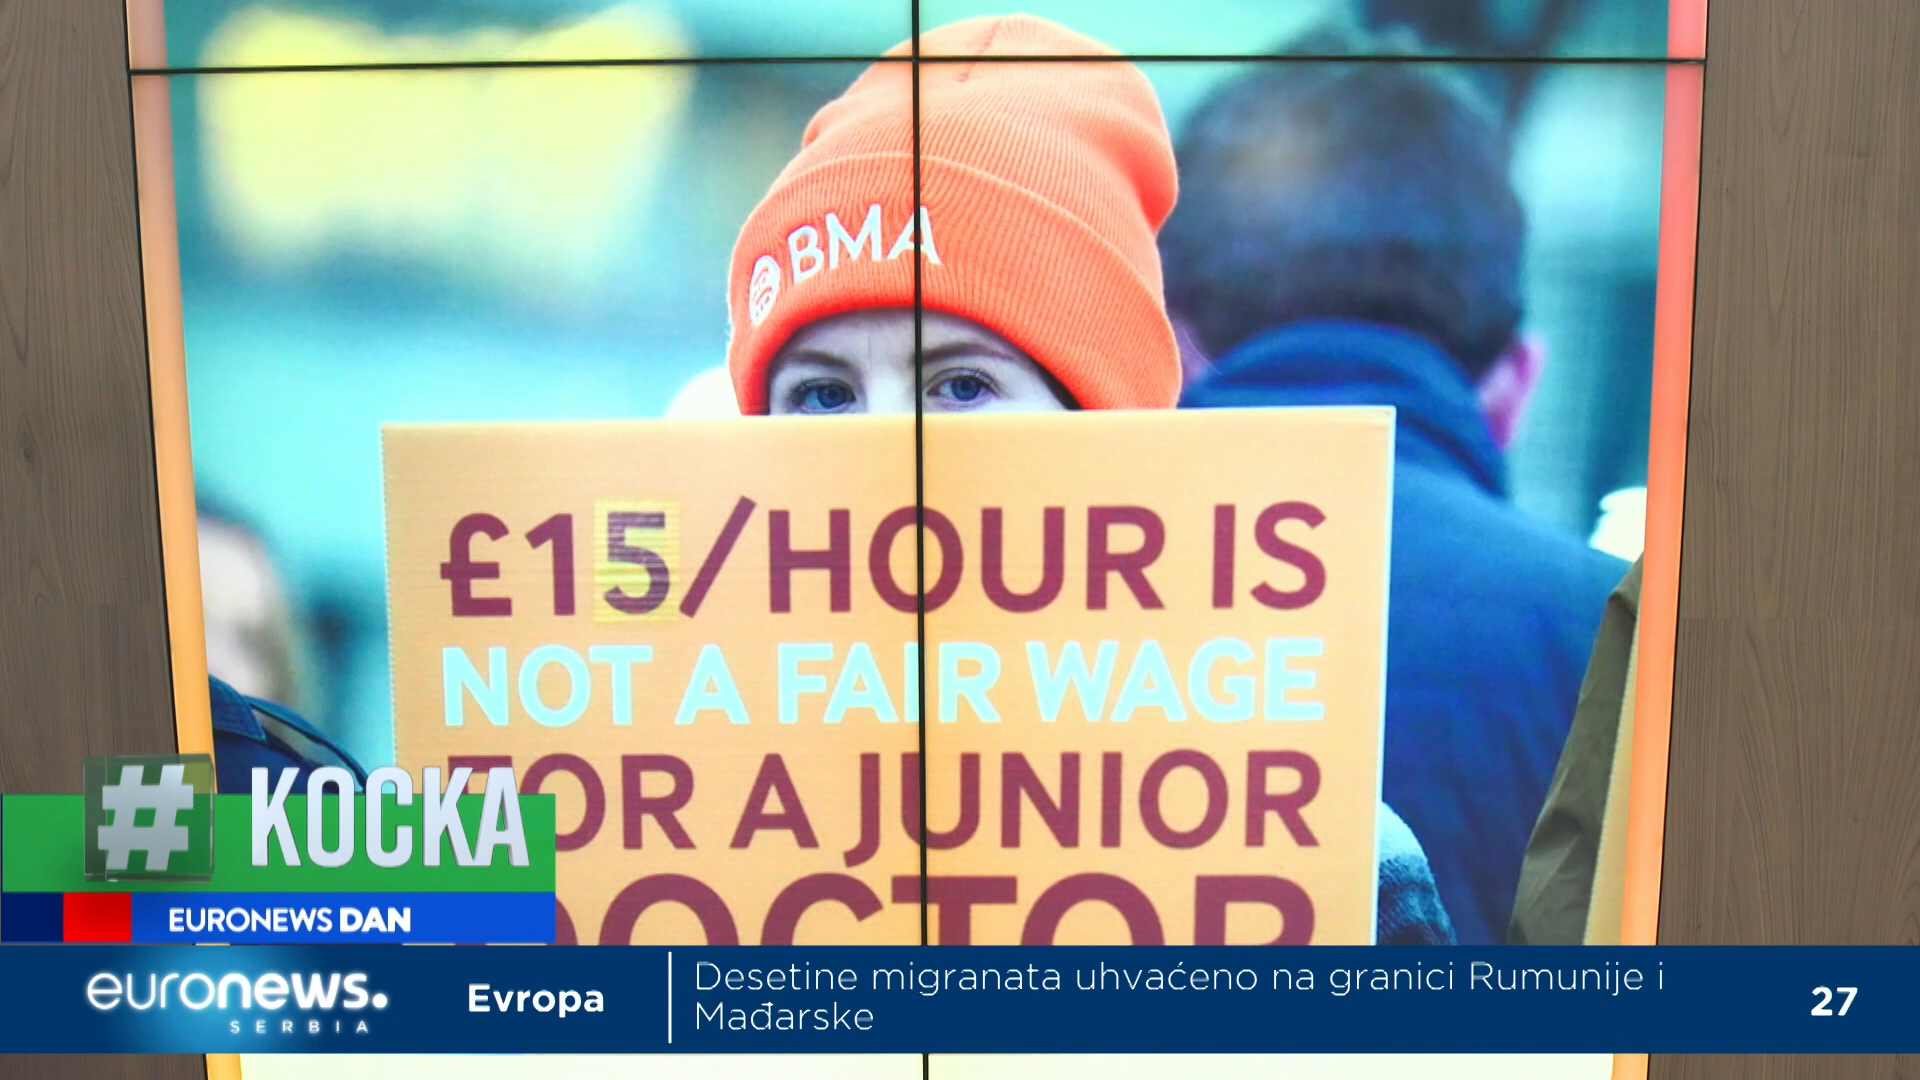 BMA
£15/HOUR IS
NOT A FAIR WAGE
FOR A JUNIOR
DOCTOR
# KOCKA
EURONEWS DAN
euronews.
SERBIA
Evropa
Desetine migranata uhvaćeno na granici Rumunije i
Mađarske
27